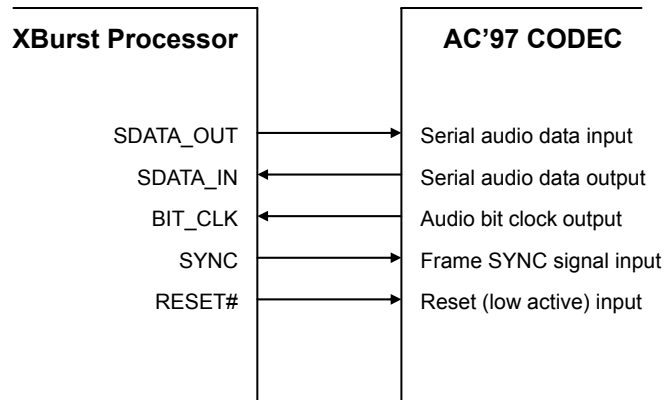 XBurst Processor AC’97 CODEC
SDATA_OUT Serial audio data input
SDATA_IN Serial audio data output
BIT_CLK Audio bit clock output
SYNC Frame SYNC signal input
RESET# Reset (low active) input